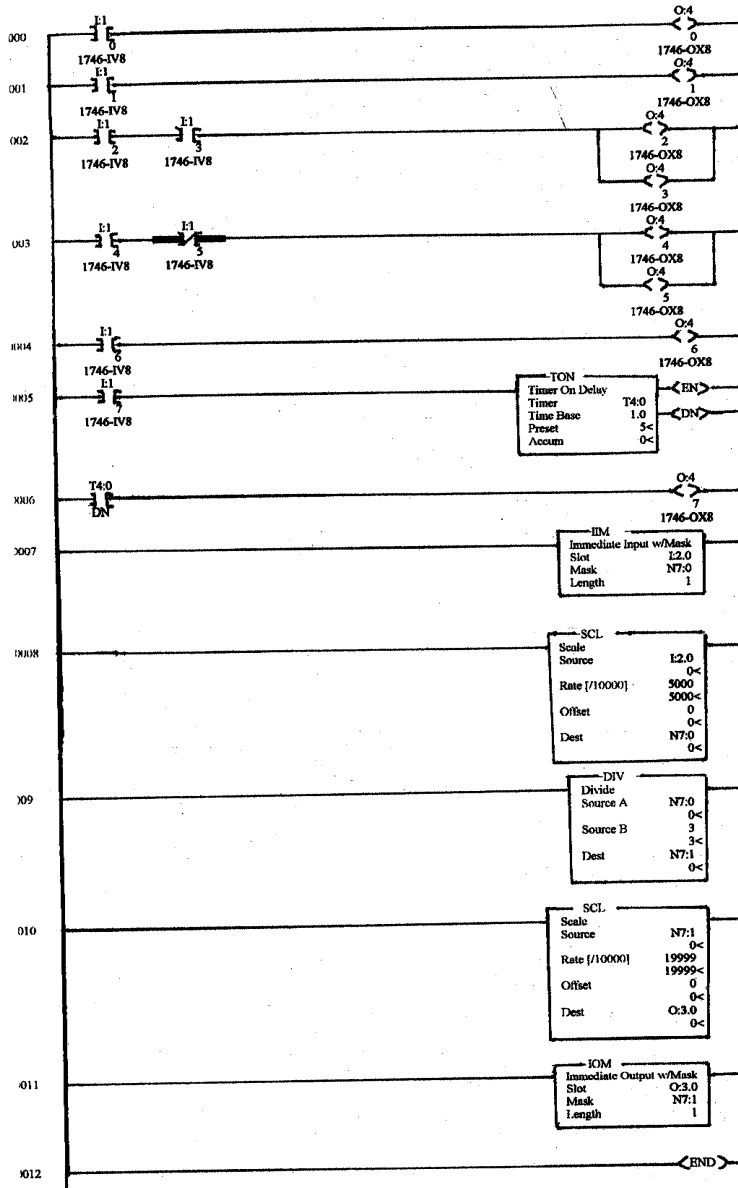 000 I:1 O:4
0 0
1746-IV8 1746-OX8
001 I:1 O:4
1 1
1746-IV8 1746-OX8
002 I:1 I:1 O:4
2 3 2
1746-IV8 1746-IV8 1746-OX8
O:4
3
1746-OX8
003 I:1 I:1 O:4
4 5 4
1746-IV8 1746-IV8 1746-OX8
O:4
5
1746-OX8
004 I:1 O:4
6 6
1746-IV8 1746-OX8
0005 I:1
7
1746-IV8
TON
Timer On Delay EN
Timer T4:0
Time Base 1.0 DN
Preset 5<
Accum 0<
0006 T4:0 O:4
DN 7
1746-OX8
0007 IIM
Immediate Input w/Mask
Slot I:2.0
Mask N7:0
Length 1
0008 SCL
Scale
Source I:2.0
0<
Rate [/10000] 5000
5000<
Offset 0
0<
Dest N7:0
0<
009 DIV
Divide
Source A N7:0
0<
Source B 3
3<
Dest N7:1
0<
010 SCL
Scale
Source N7:1
0<
Rate [/10000] 19999
19999<
Offset 0
0<
Dest O:3.0
0<
011 IOM
Immediate Output w/Mask
Slot O:3.0
Mask N7:1
Length 1
0012 END